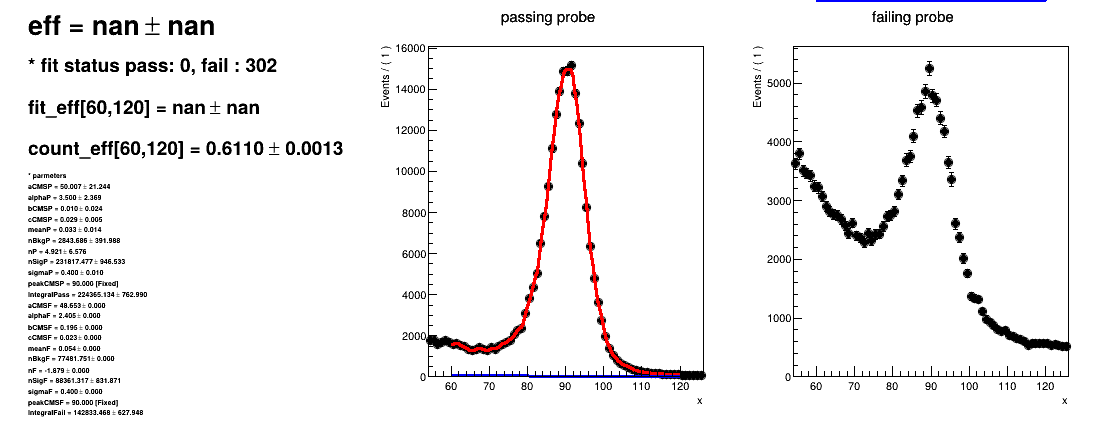 eff = nan ± nan
* fit status pass: 0, fail : 302
fit_eff[60,120] = nan ± nan
count_eff[60,120] = 0.6110 ± 0.0013
* parmeters
aCMSP = 50.007 ± 21.244
alphaP = 3.500 ± 2.369
bCMSP = 0.010 ± 0.024
cCMSP = 0.029 ± 0.005
meanP = 0.033 ± 0.014
nBkgP = 2843.686 ± 391.988
nP = 4.921 ± 6.576
nSigP = 231817.477 ± 946.533
sigmaP = 0.400 ± 0.010
peakCMSP = 90.000 [Fixed]
integralPass = 224365.134 ± 762.990
aCMSF = 48.653 ± 0.000
alphaF = 2.405 ± 0.000
bCMSF = 0.195 ± 0.000
cCMSF = 0.023 ± 0.000
meanF = 0.054 ± 0.000
nBkgF = 77481.751 ± 0.000
nF = -1.879 ± 0.000
nSigF = 88361.317 ± 831.871
sigmaF = 0.400 ± 0.000
peakCMSF = 90.000 [Fixed]
integralFail = 142833.468 ± 627.948
passing probe
Events / ( 1 )
16000
14000
12000
10000
8000
6000
4000
2000
0
60 70 80 90 100 110 120
x
failing probe
Events / ( 1 )
5000
4000
3000
2000
1000
0
60 70 80 90 100 110 120
x